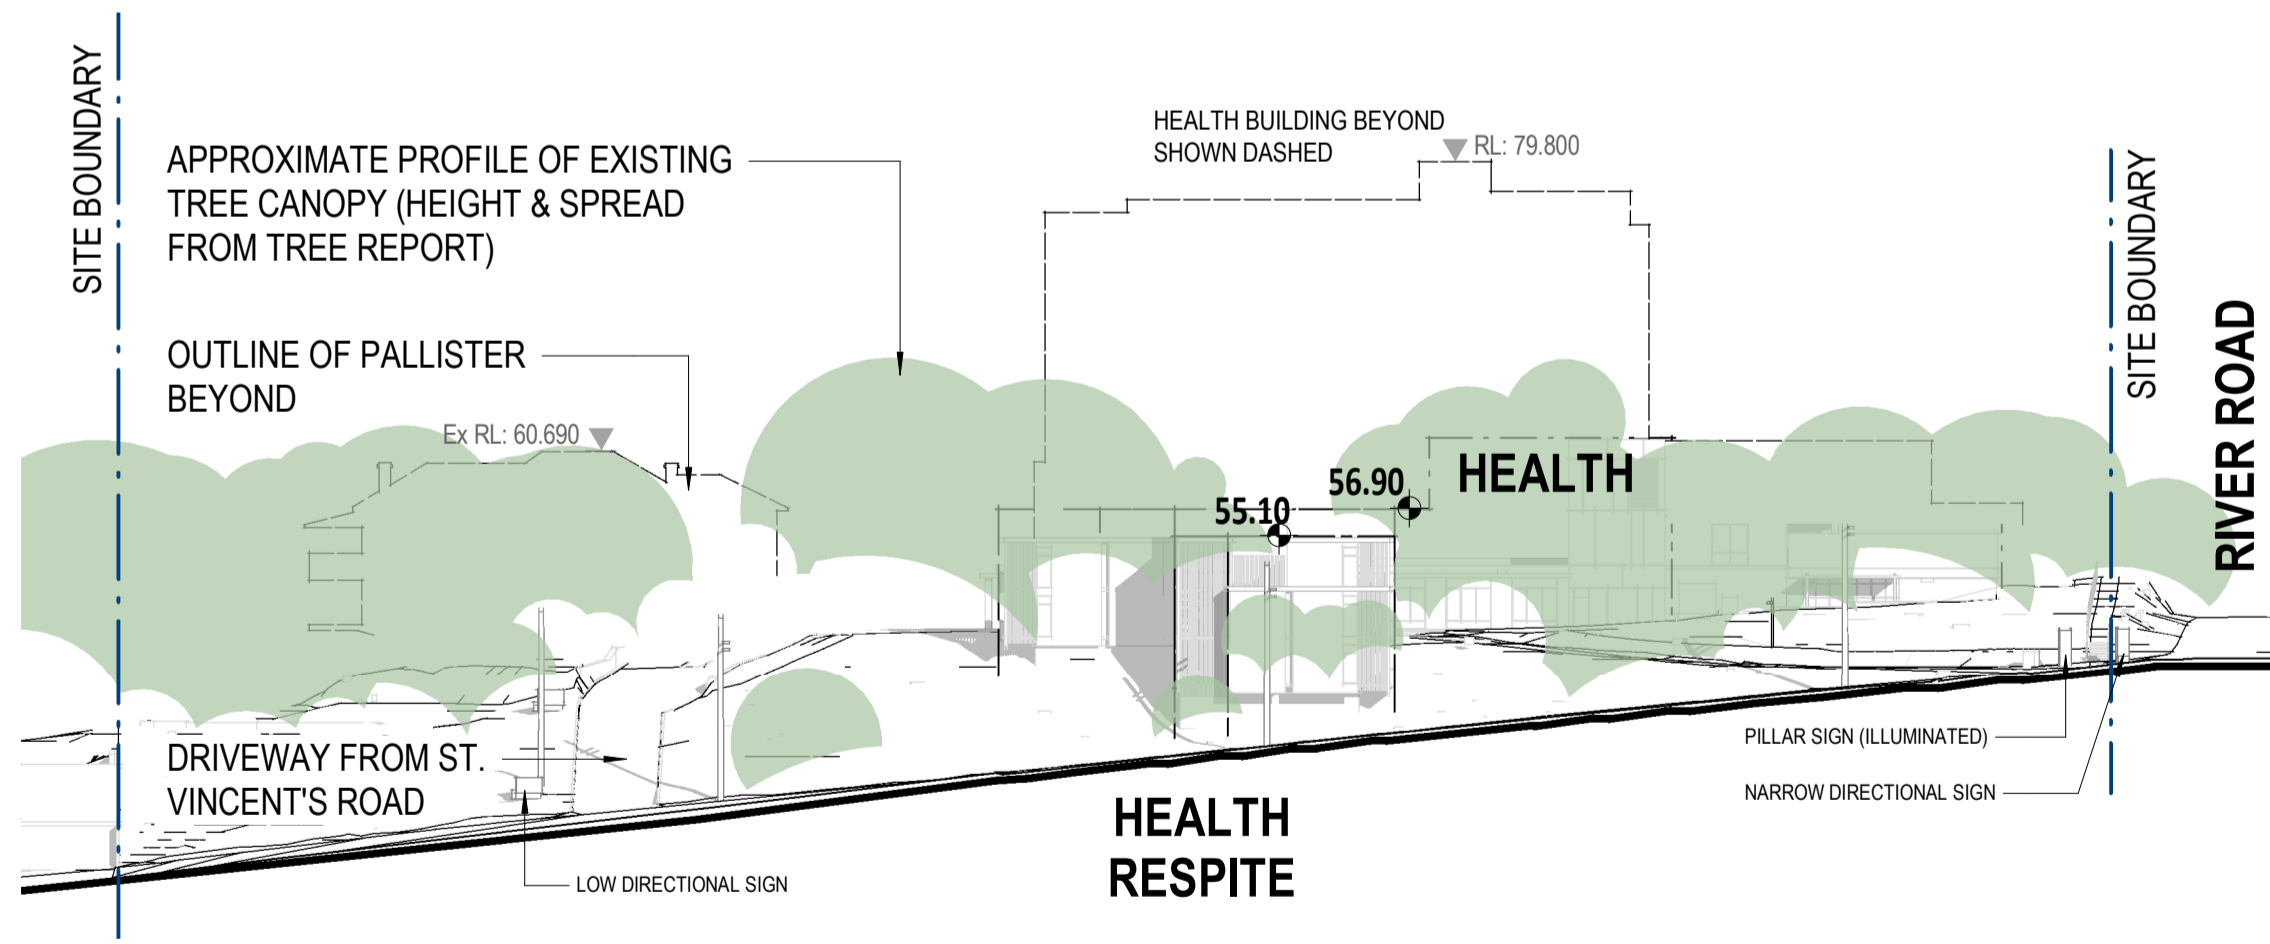 SITE BOUNDARY
APPROXIMATE PROFILE OF EXISTING
TREE CANOPY (HEIGHT & SPREAD
FROM TREE REPORT)
HEALTH BUILDING BEYOND
SHOWN DASHED
RL: 79.800
SITE BOUNDARY
RIVER ROAD
OUTLINE OF PALLISTER
BEYOND
Ex RL: 60.690
HEALTH
56.90
55.10
DRIVEWAY FROM ST.
VINCENT'S ROAD
PILLAR SIGN (ILLUMINATED)
NARROW DIRECTIONAL SIGN
HEALTH
RESPITE
LOW DIRECTIONAL SIGN